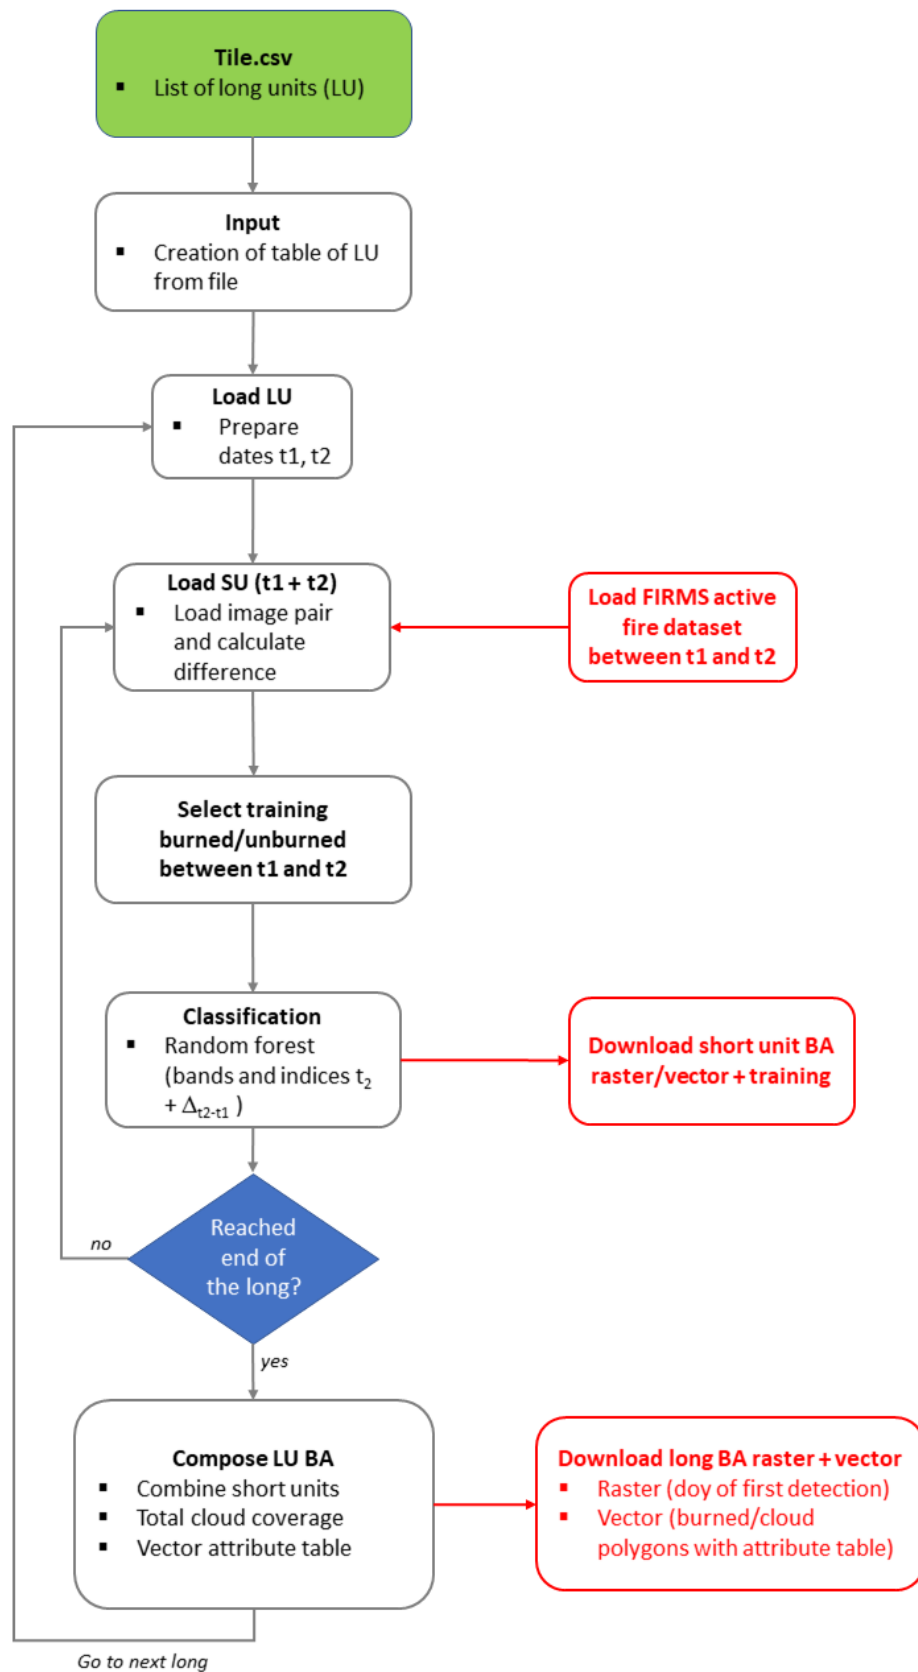 Tile.csv
▪ List of long units (LU)
Input
▪ Creation of table of LU
from file
Load LU
▪ Prepare
dates t1, t2
Load SU (t1 + t2)
▪ Load image pair
and calculate
difference
Load FIRMS active
fire dataset
between t1 and t2
Select training
burned/unburned
between t1 and t2
Classification
▪ Random forest
(bands and indices t₂
+ Δₜ₂₋ₜ₁ )
Download short unit BA
raster/vector + training
Reached
end of
the long?
no
yes
Compose LU BA
▪ Combine short units
▪ Total cloud coverage
▪ Vector attribute table
Download long BA raster + vector
▪ Raster (doy of first detection)
▪ Vector (burned/cloud
polygons with attribute table)
Go to next long